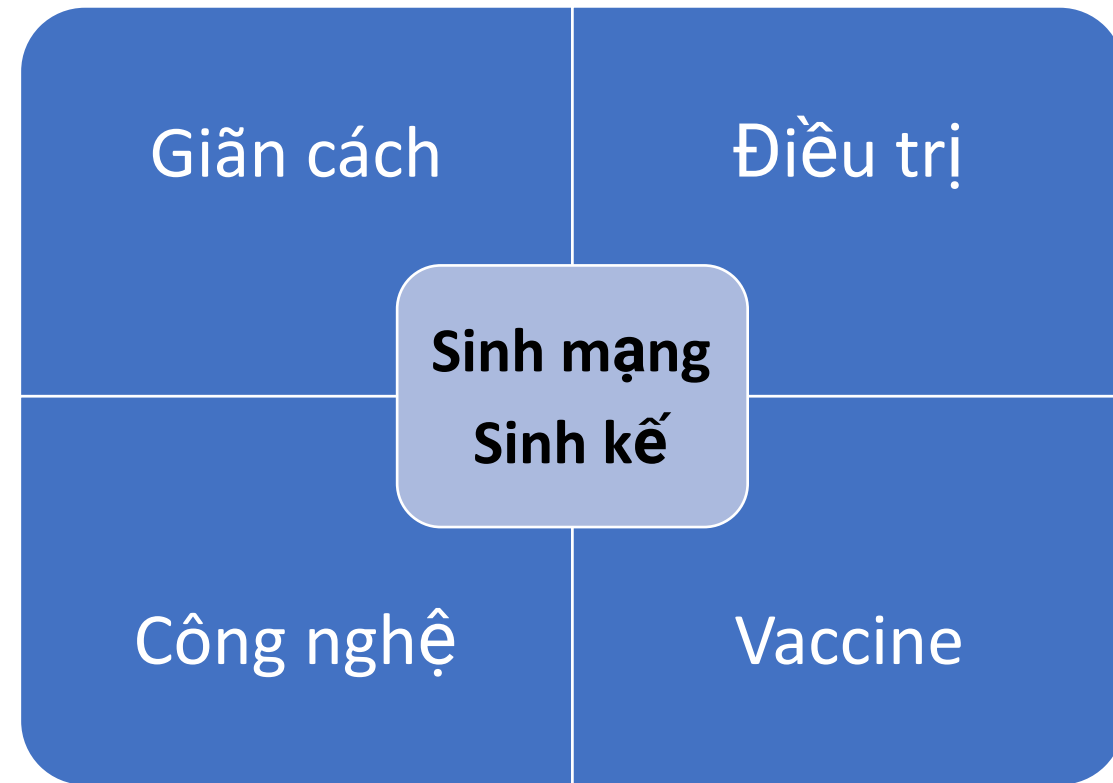 Giãn cách
Điều trị
Sinh mạng
Sinh kế
Công nghệ
Vaccine